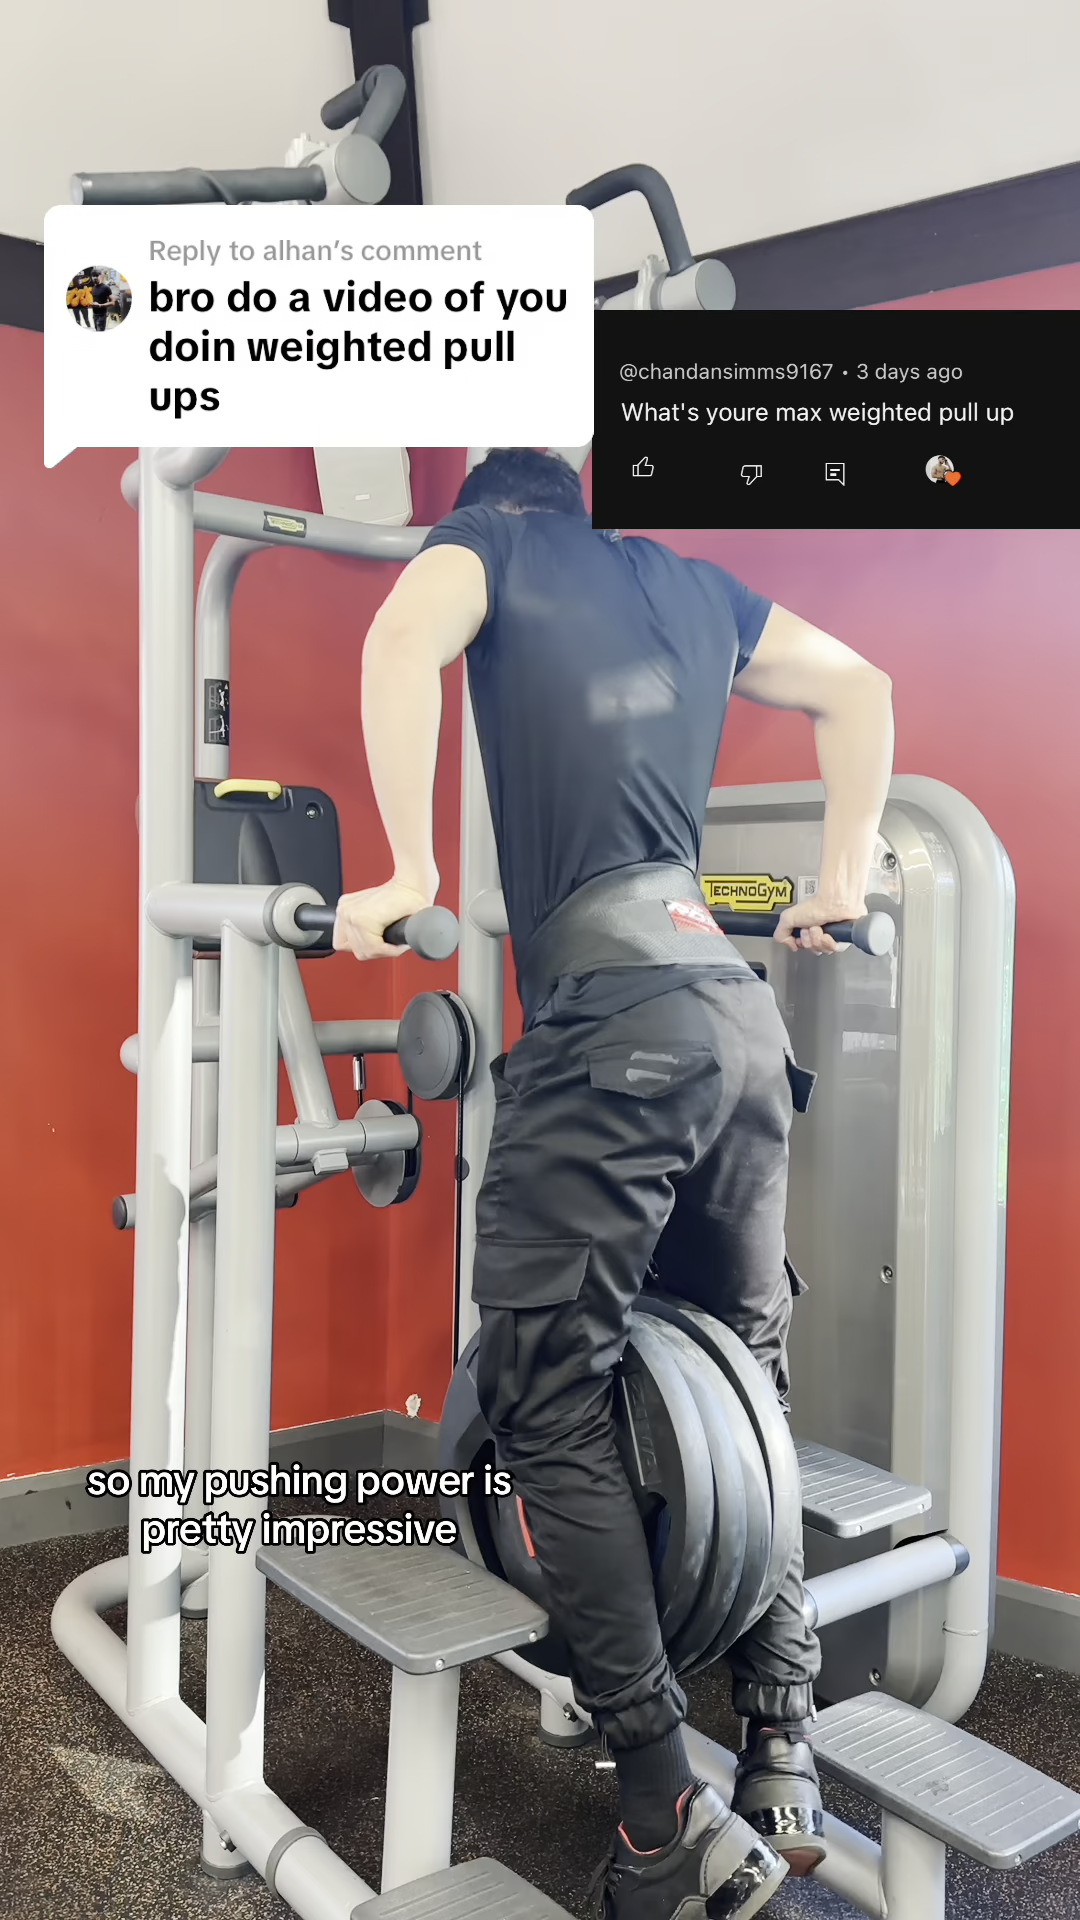 Reply to alhan's comment
bro do a video of you
doin weighted pull
ups
@chandansimms9167 • 3 days ago
What's youre max weighted pull up
TECHNOGYM
so my pushing power is
pretty impressive